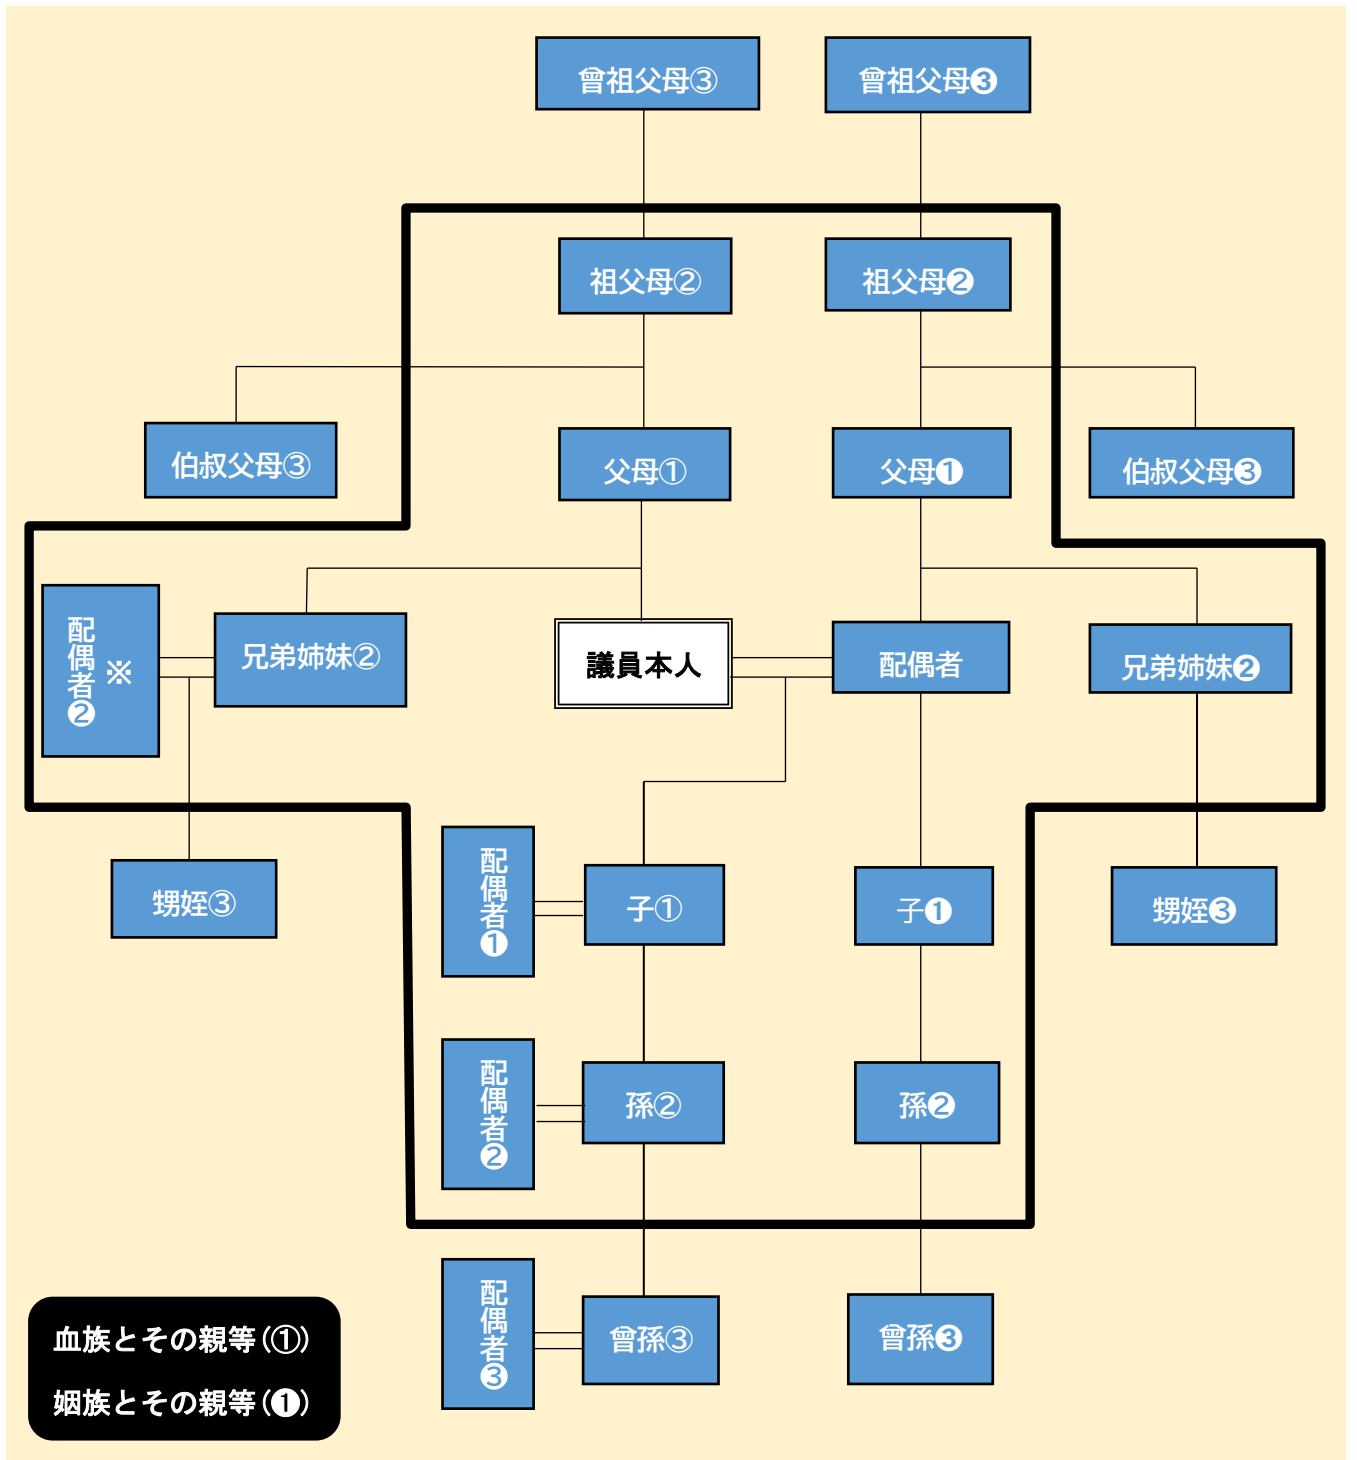 曾祖父母③
曾祖父母❸
祖父母②
祖父母❷
伯叔父母③
父母①
父母❶
伯叔父母❸
配偶者❷
※
兄弟姉妹②
議員本人
配偶者
兄弟姉妹❷
甥姪③
配偶者❶
子①
子❶
甥姪❸
配偶者❷
孫②
孫❷
配偶者❸
曾孫③
曾孫❸
血族とその親等(①)
姻族とその親等(❶)